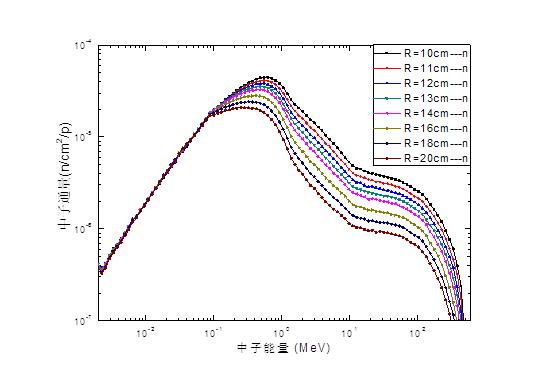 中子通量(n/cm²/p)
10⁻⁴
10⁻⁵
10⁻⁶
10⁻⁷
R=10cm---n
R=11cm---n
R=12cm---n
R=13cm---n
R=14cm---n
R=16cm---n
R=18cm---n
R=20cm---n
10⁻² 10⁻¹ 10⁰ 10¹ 10²
中子能量 (MeV)